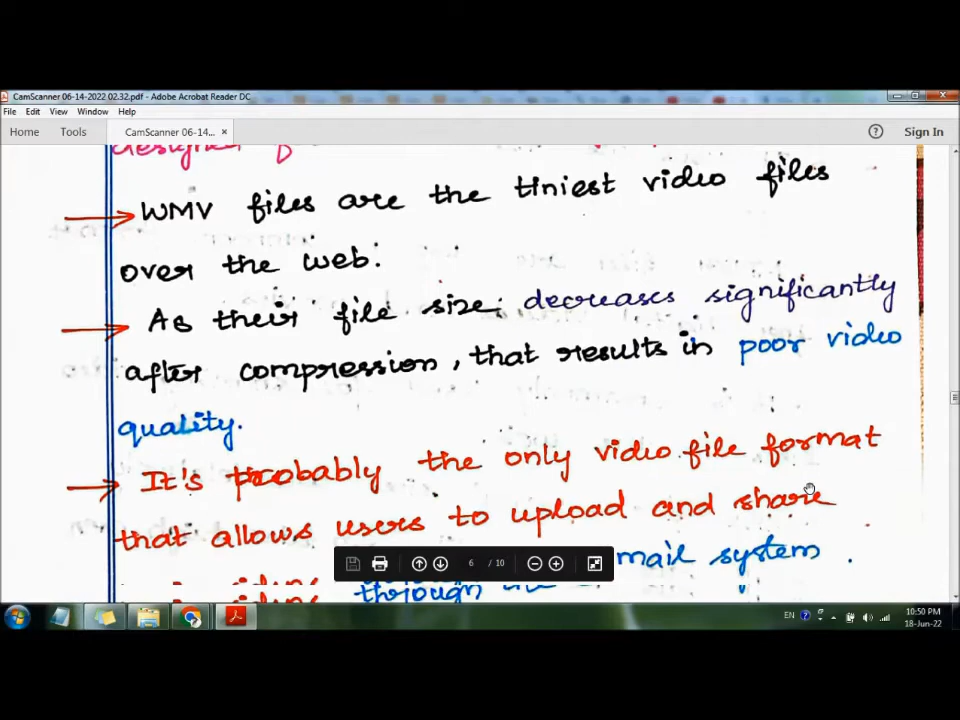 CamScanner 06-14-2022 02.32.pdf - Adobe Acrobat Reader DC
File Edit View Window Help
Home Tools CamScanner 06-14... × ? Sign In
WMV files are the tiniest video files
over the web.
As their file size decreases significantly
after compression, that results in poor video
quality.
It's probably the only video file format
that allows users to upload and share
through mail system.
6 / 10
EN 10:50 PM
18-Jun-22